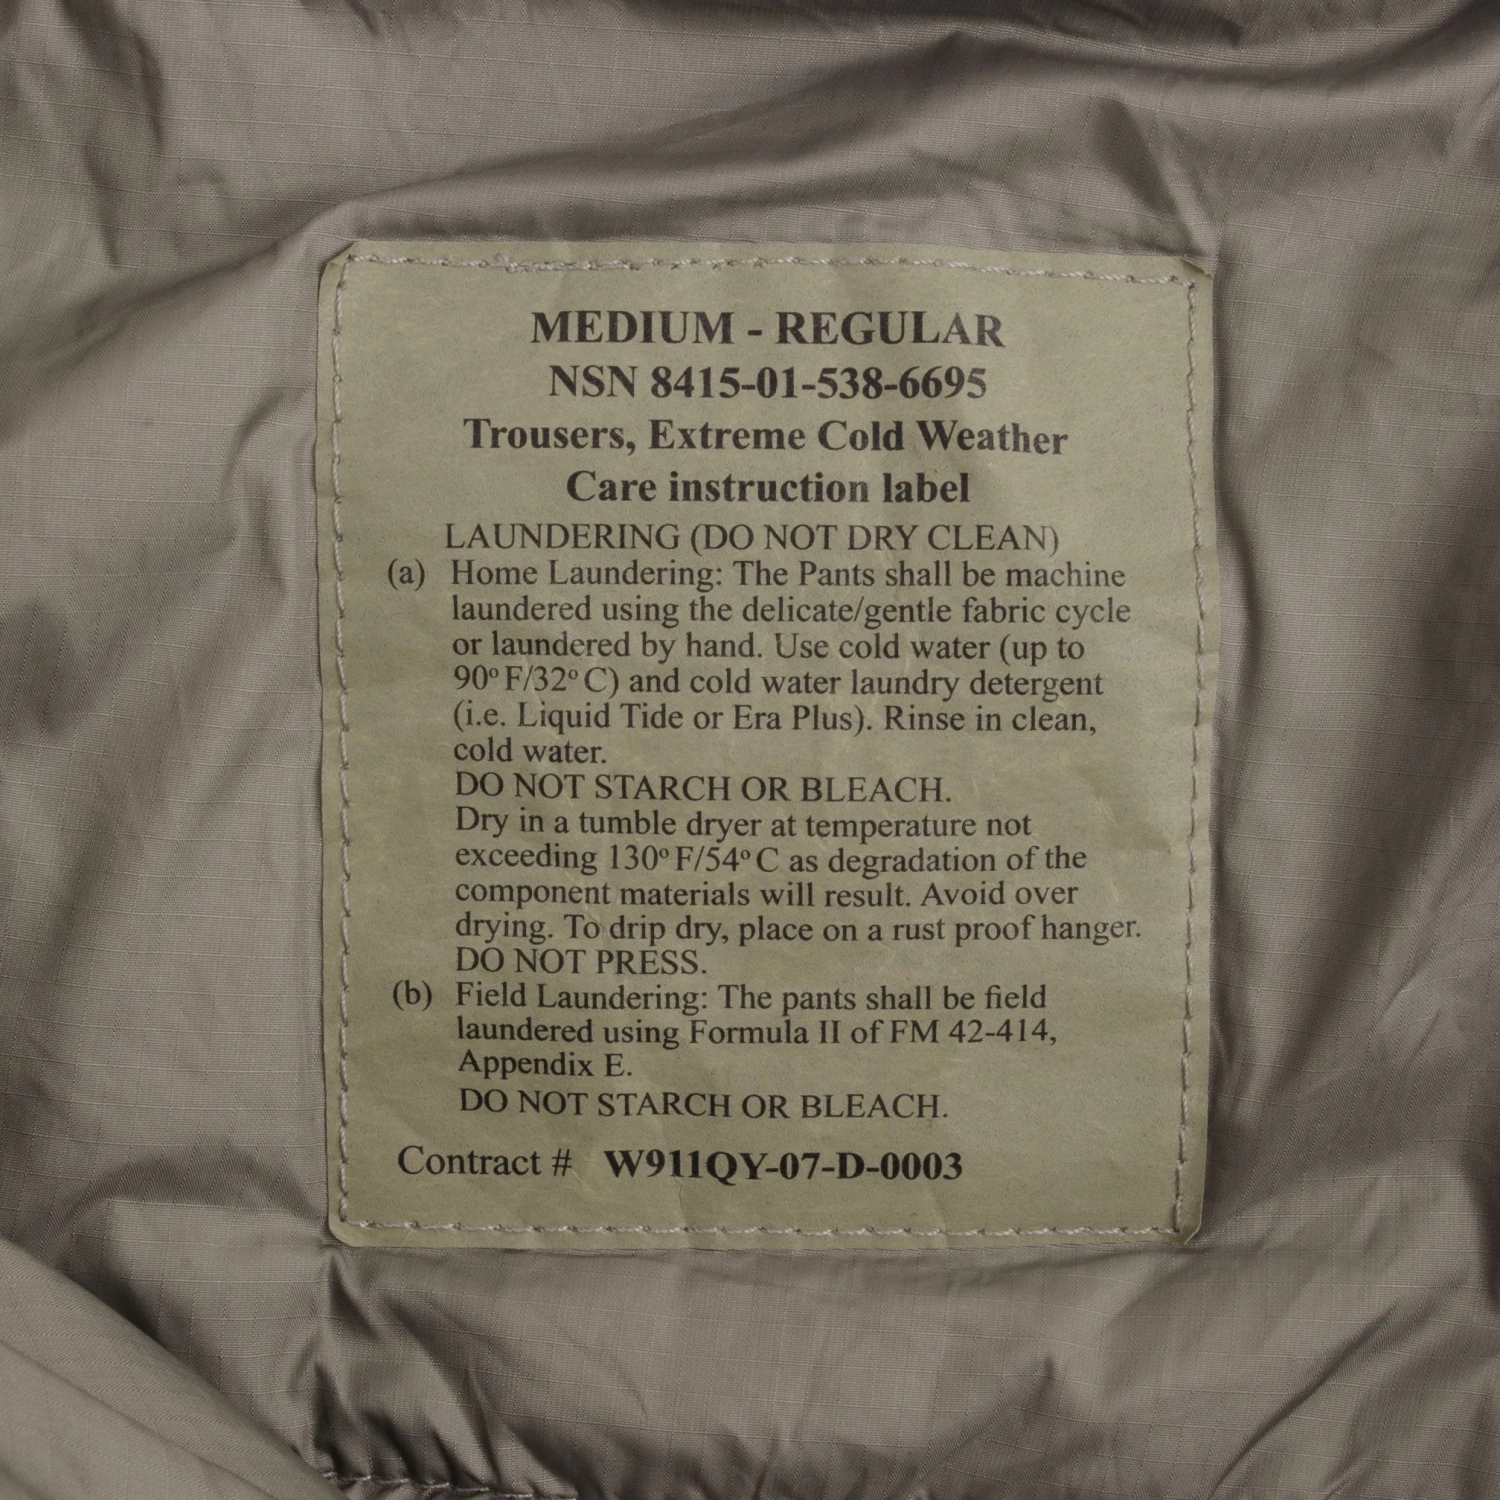 MEDIUM - REGULAR
NSN 8415-01-538-6695
Trousers, Extreme Cold Weather
Care instruction label
LAUNDERING (DO NOT DRY CLEAN)
(a) Home Laundering: The Pants shall be machine
laundered using the delicate/gentle fabric cycle
or laundered by hand. Use cold water (up to
90º F/32º C) and cold water laundry detergent
(i.e. Liquid Tide or Era Plus). Rinse in clean,
cold water.
DO NOT STARCH OR BLEACH.
Dry in a tumble dryer at temperature not
exceeding 130º F/54º C as degradation of the
component materials will result. Avoid over
drying. To drip dry, place on a rust proof hanger.
DO NOT PRESS.
(b) Field Laundering: The pants shall be field
laundered using Formula II of FM 42-414,
Appendix E.
DO NOT STARCH OR BLEACH.
Contract # W911QY-07-D-0003